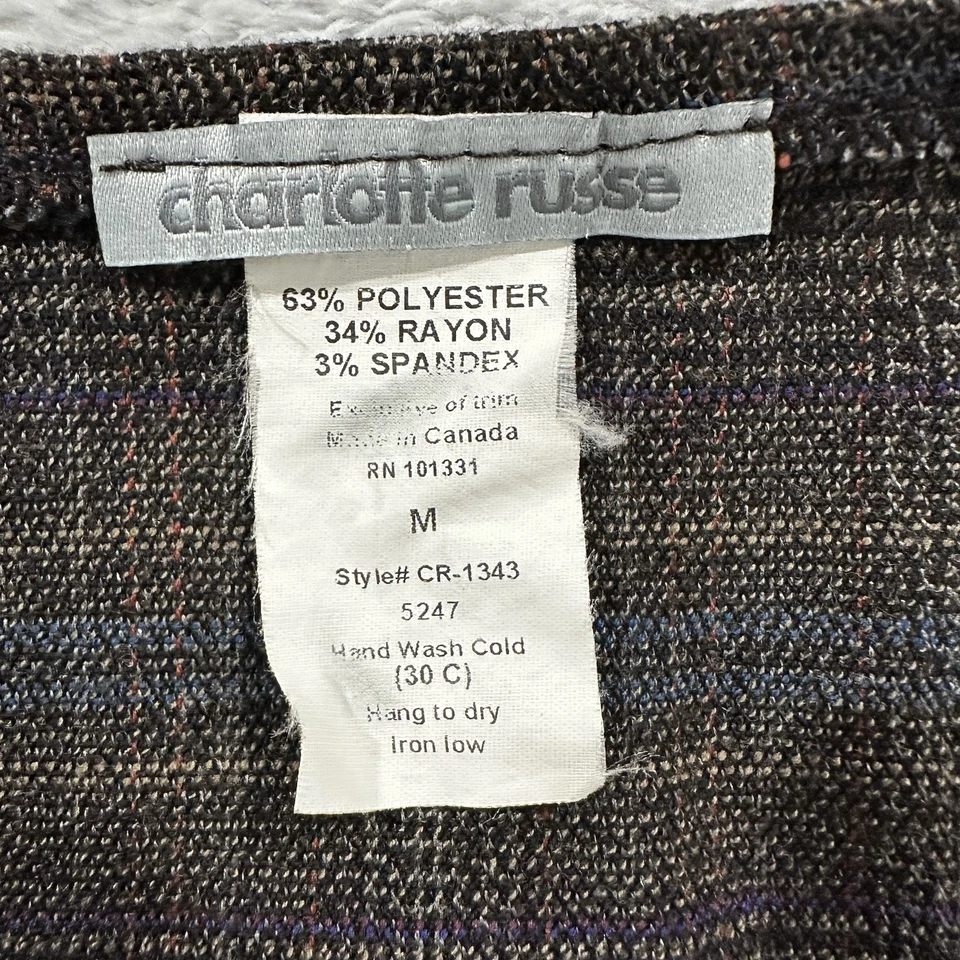 charlotte russe
63% POLYESTER
34% RAYON
3% SPANDEX
Exclusive of trim
Made in Canada
RN 101331
M
Style# CR-1343
5247
Hand Wash Cold
(30 C)
Hang to dry
Iron low